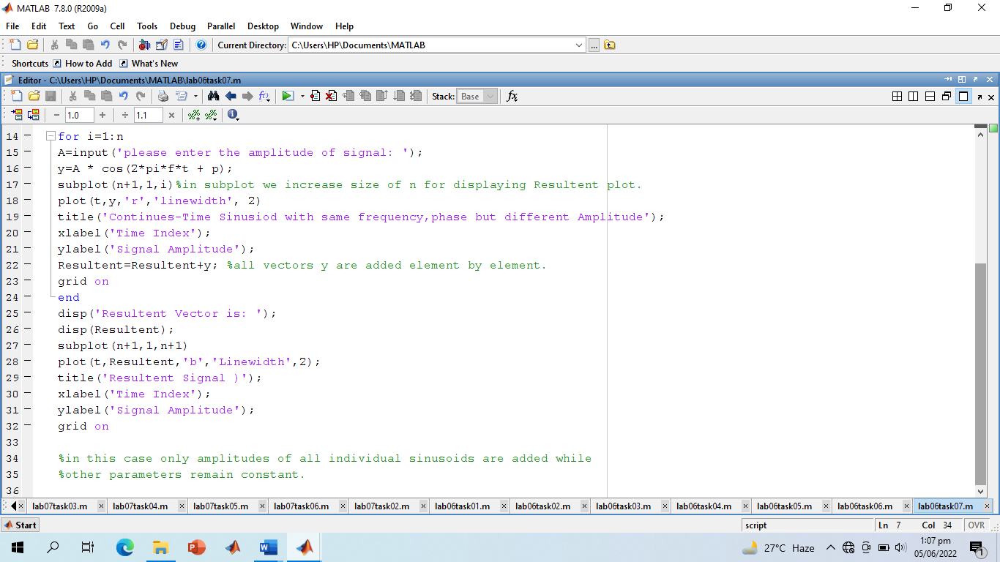 MATLAB 7.8.0 (R2009a)
File Edit Text Go Cell Tools Debug Parallel Desktop Window Help
Current Directory: C:\Users\HP\Documents\MATLAB
Shortcuts How to Add What's New
Editor - C:\Users\HP\Documents\MATLAB\lab06task07.m
Stack: Base fx
− 1.0 + ÷ 1.1 ×
14 for i=1:n
15 A=input('please enter the amplitude of signal: ');
16 y=A * cos(2*pi*f*t + p);
17 subplot(n+1,1,i)%in subplot we increase size of n for displaying Resultent plot.
18 plot(t,y,'r','linewidth', 2)
19 title('Continues-Time Sinusiod with same frequency,phase but different Amplitude');
20 xlabel('Time Index');
21 ylabel('Signal Amplitude');
22 Resultent=Resultent+y; %all vectors y are added element by element.
23 grid on
24 end
25 disp('Resultent Vector is: ');
26 disp(Resultent);
27 subplot(n+1,1,n+1)
28 plot(t,Resultent,'b','Linewidth',2);
29 title('Resultent Signal )');
30 xlabel('Time Index');
31 ylabel('Signal Amplitude');
32 grid on
33
34 %in this case only amplitudes of all individual sinusoids are added while
35 %other parameters remain constant.
36
lab07task03.m lab07task04.m lab07task05.m lab07task06.m lab07task02.m lab06task01.m lab06task02.m lab06task03.m lab06task04.m lab06task05.m lab06task06.m lab06task07.m
Start script Ln 7 Col 34 OVR
27°C Haze 1:07 pm
05/06/2022 1